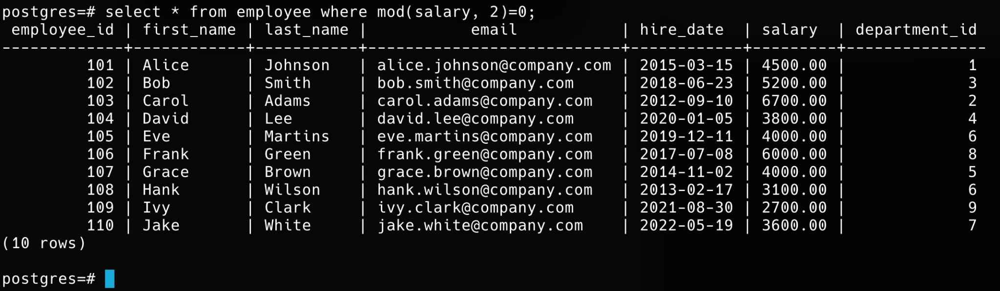 postgres=# select * from employee where mod(salary, 2)=0;
 employee_id | first_name | last_name |           email           | hire_date  | salary  | department_id
-------------+------------+-----------+---------------------------+------------+---------+---------------
         101 | Alice      | Johnson   | alice.johnson@company.com | 2015-03-15 | 4500.00 |             1
         102 | Bob        | Smith     | bob.smith@company.com     | 2018-06-23 | 5200.00 |             3
         103 | Carol      | Adams     | carol.adams@company.com   | 2012-09-10 | 6700.00 |             2
         104 | David      | Lee       | david.lee@company.com     | 2020-01-05 | 3800.00 |             4
         105 | Eve        | Martins   | eve.martins@company.com   | 2019-12-11 | 4000.00 |             6
         106 | Frank      | Green     | frank.green@company.com   | 2017-07-08 | 6000.00 |             8
         107 | Grace      | Brown     | grace.brown@company.com   | 2014-11-02 | 4000.00 |             5
         108 | Hank       | Wilson    | hank.wilson@company.com   | 2013-02-17 | 3100.00 |             6
         109 | Ivy        | Clark     | ivy.clark@company.com     | 2021-08-30 | 2700.00 |             9
         110 | Jake       | White     | jake.white@company.com    | 2022-05-19 | 3600.00 |             7
(10 rows)
postgres=#